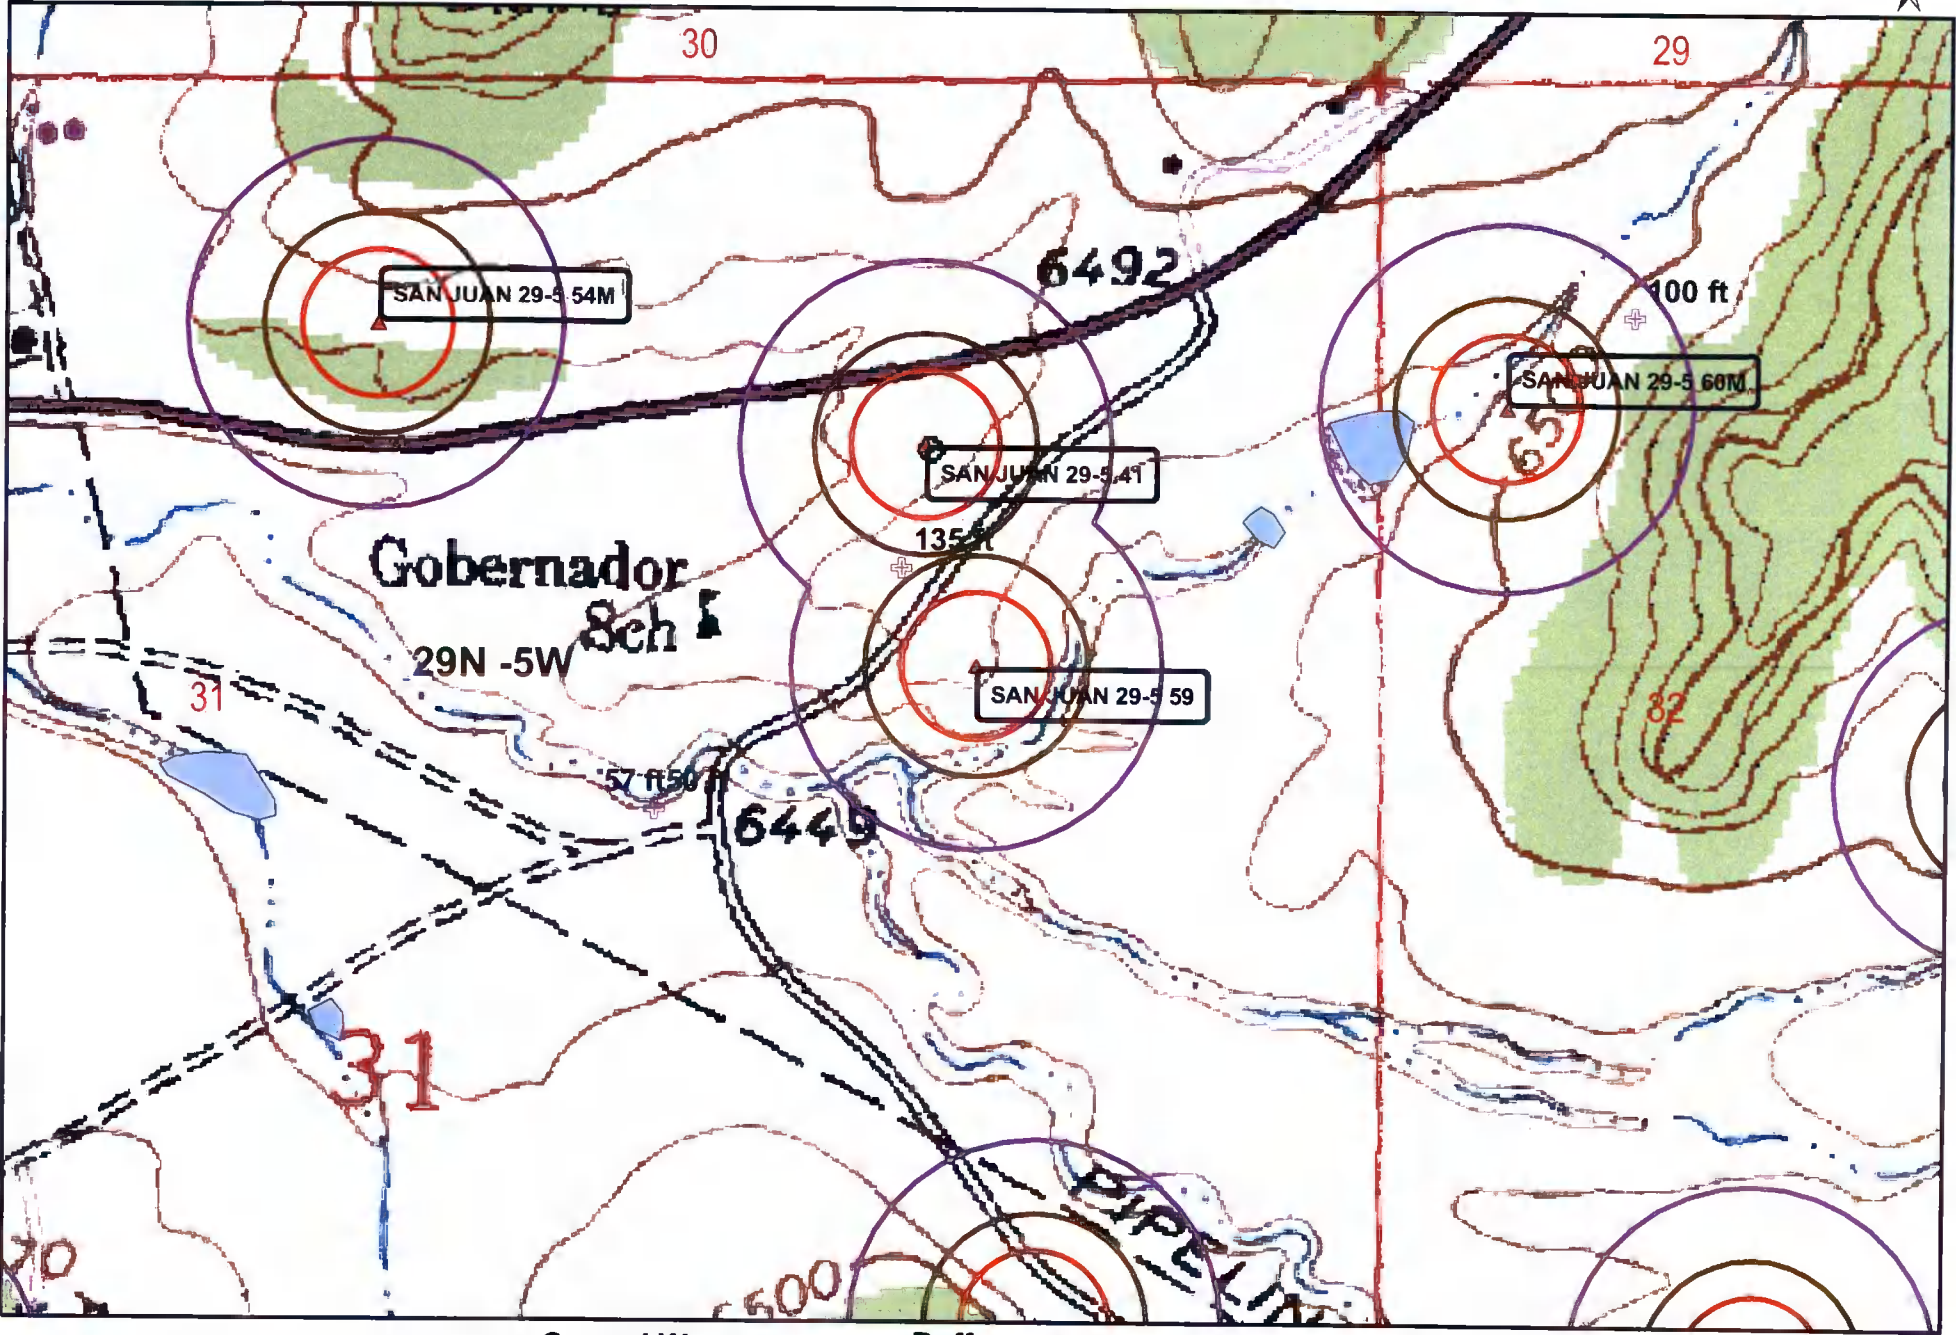 30
29
6492
SAN JUAN 29-5 54M
100 ft
SAN JUAN 29-5 60M
SAN JUAN 29-5 41
135 ft
Gobernador
Sch
29N -5W
31
SAN JUAN 29-5 59
32
57 ft 50
6449
31